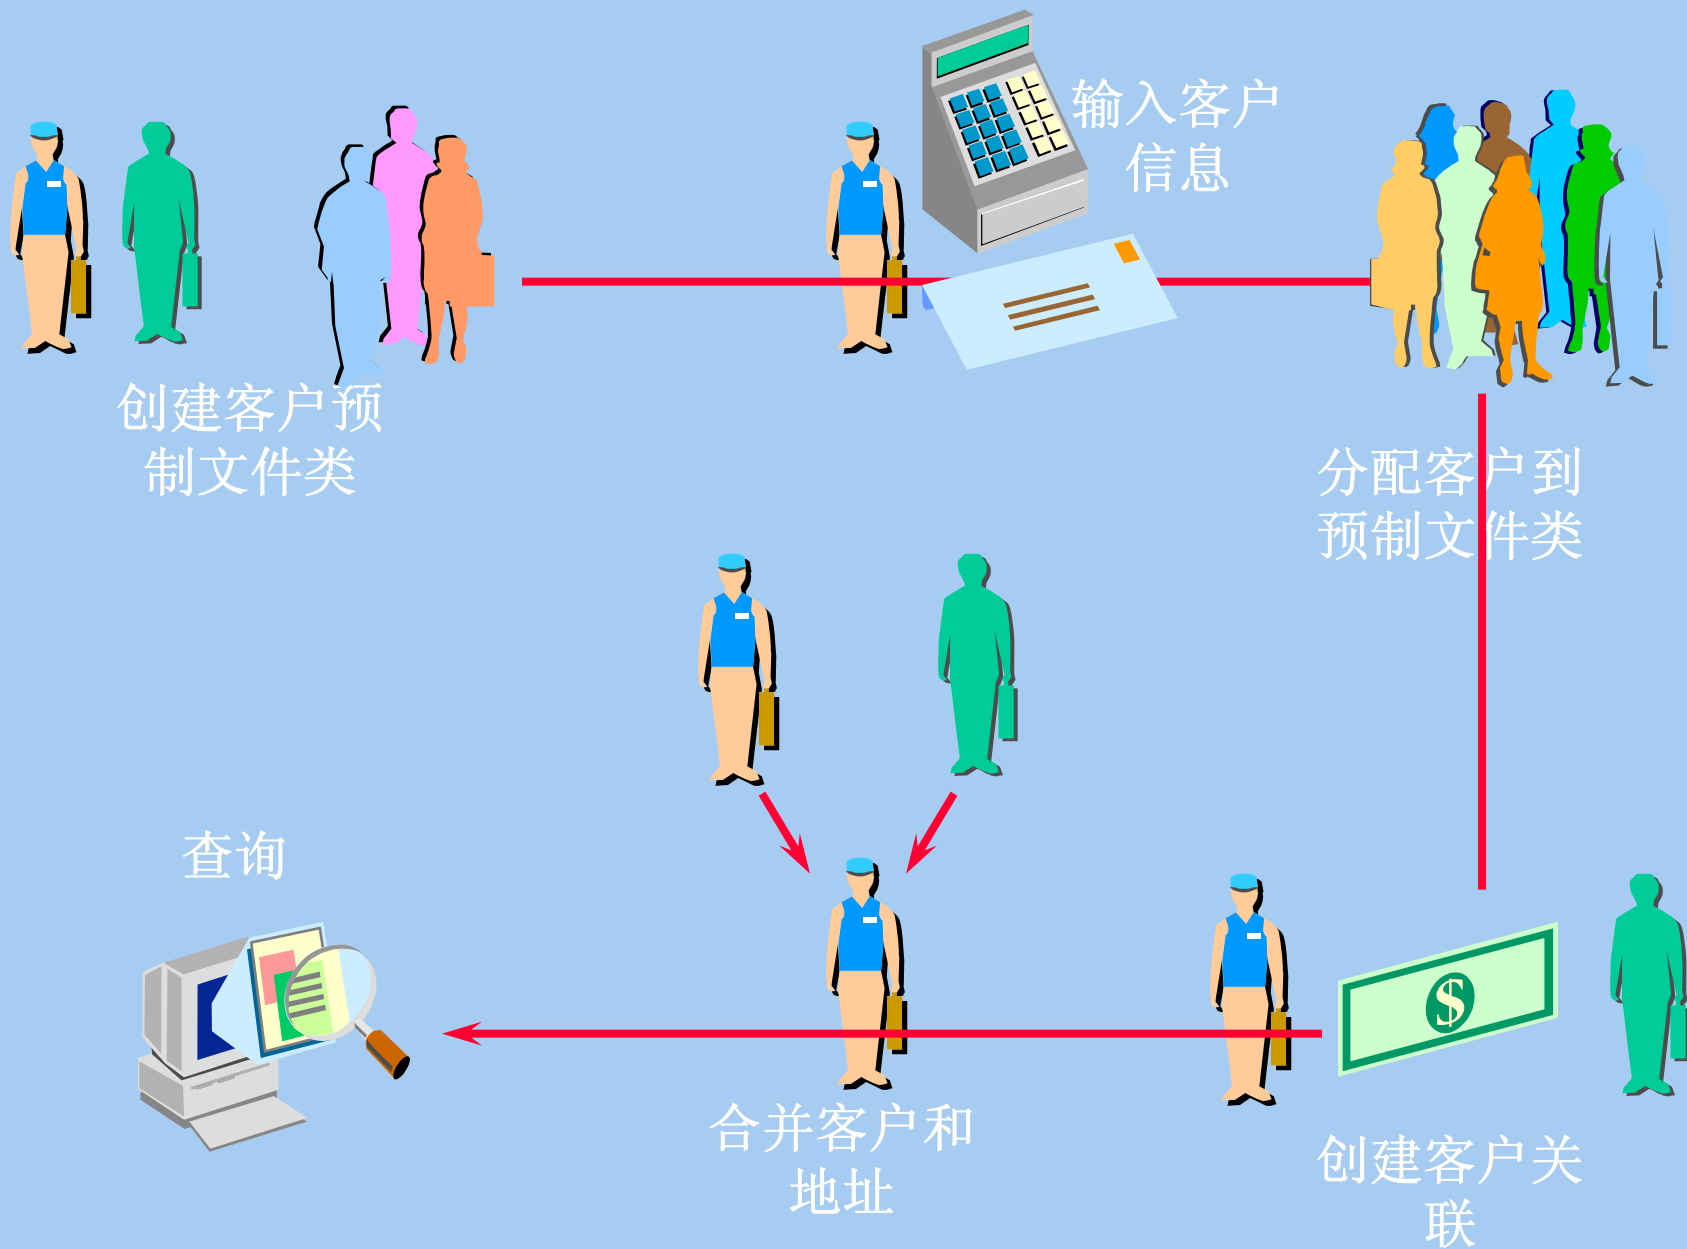 输入客户
信息
创建客户预
制文件类
分配客户到
预制文件类
查询
$
合并客户和
地址
创建客户关
联